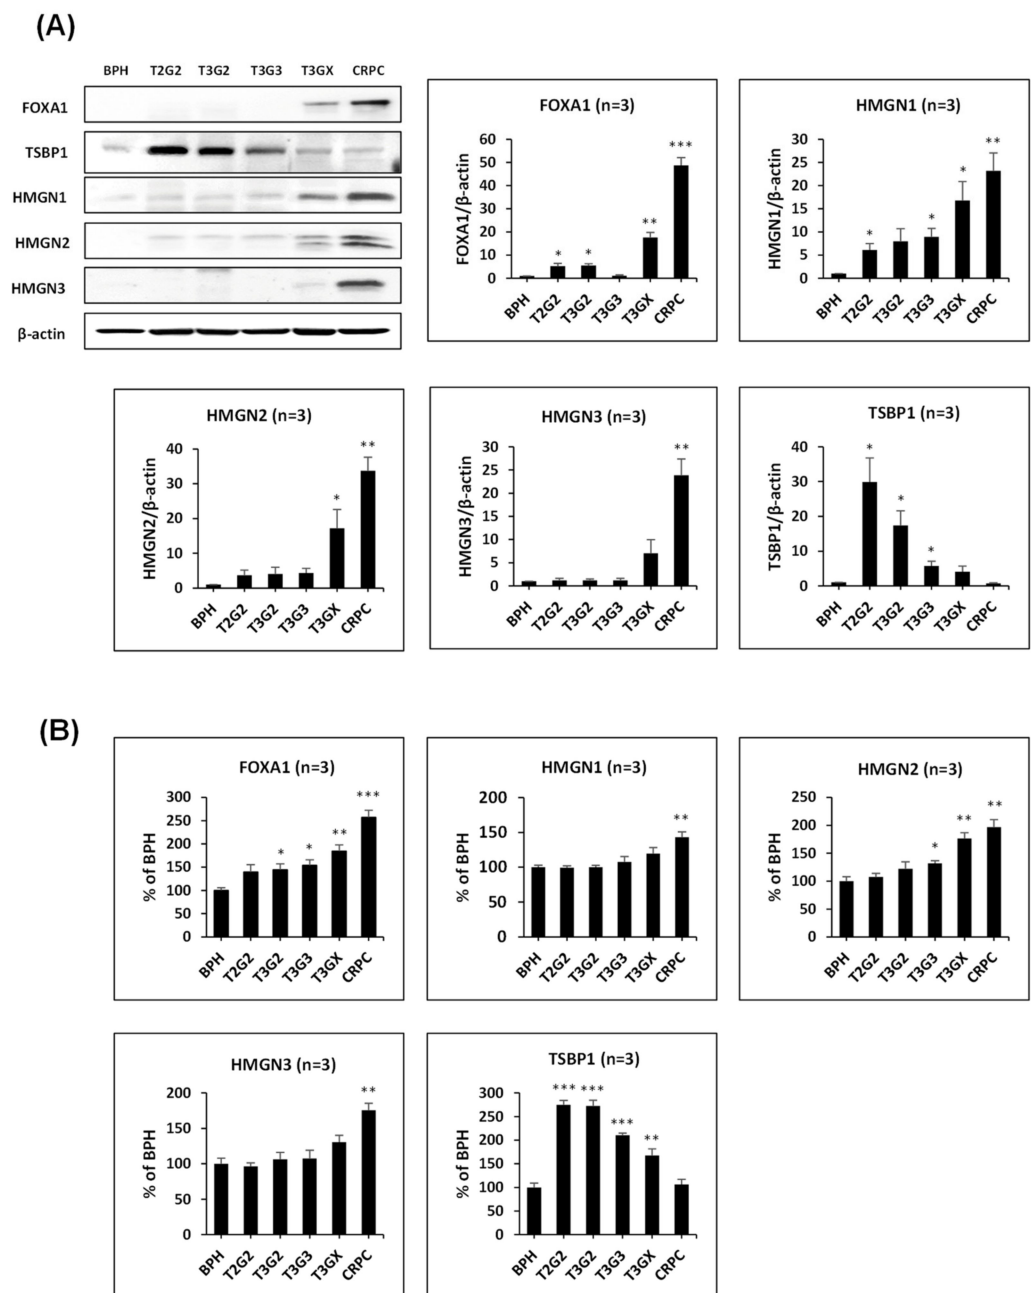 (A)
BPH T2G2 T3G2 T3G3 T3GX CRPC
FOXA1
TSBP1
HMGN1
HMGN2
HMGN3
β-actin
FOXA1 (n=3)
FOXA1/β-actin
60
50
40
30
20
10
0
* * ** ***
BPH T2G2 T3G2 T3G3 T3GX CRPC
HMGN1 (n=3)
HMGN1/β-actin
30
25
20
15
10
5
0
* * * **
BPH T2G2 T3G2 T3G3 T3GX CRPC
HMGN2 (n=3)
HMGN2/β-actin
40
30
20
10
0
* **
BPH T2G2 T3G2 T3G3 T3GX CRPC
HMGN3 (n=3)
HMGN3/β-actin
30
25
20
15
10
5
0
**
BPH T2G2 T3G2 T3G3 T3GX CRPC
TSBP1 (n=3)
TSBP1/β-actin
40
30
20
10
0
* * *
BPH T2G2 T3G2 T3G3 T3GX CRPC
(B)
FOXA1 (n=3)
% of BPH
300
250
200
150
100
50
0
* * ** ***
BPH T2G2 T3G2 T3G3 T3GX CRPC
HMGN1 (n=3)
% of BPH
200
150
100
50
0
**
BPH T2G2 T3G2 T3G3 T3GX CRPC
HMGN2 (n=3)
% of BPH
250
200
150
100
50
0
* ** **
BPH T2G2 T3G2 T3G3 T3GX CRPC
HMGN3 (n=3)
% of BPH
200
150
100
50
0
**
BPH T2G2 T3G2 T3G3 T3GX CRPC
TSBP1 (n=3)
% of BPH
300
250
200
150
100
50
0
*** *** *** **
BPH T2G2 T3G2 T3G3 T3GX CRPC